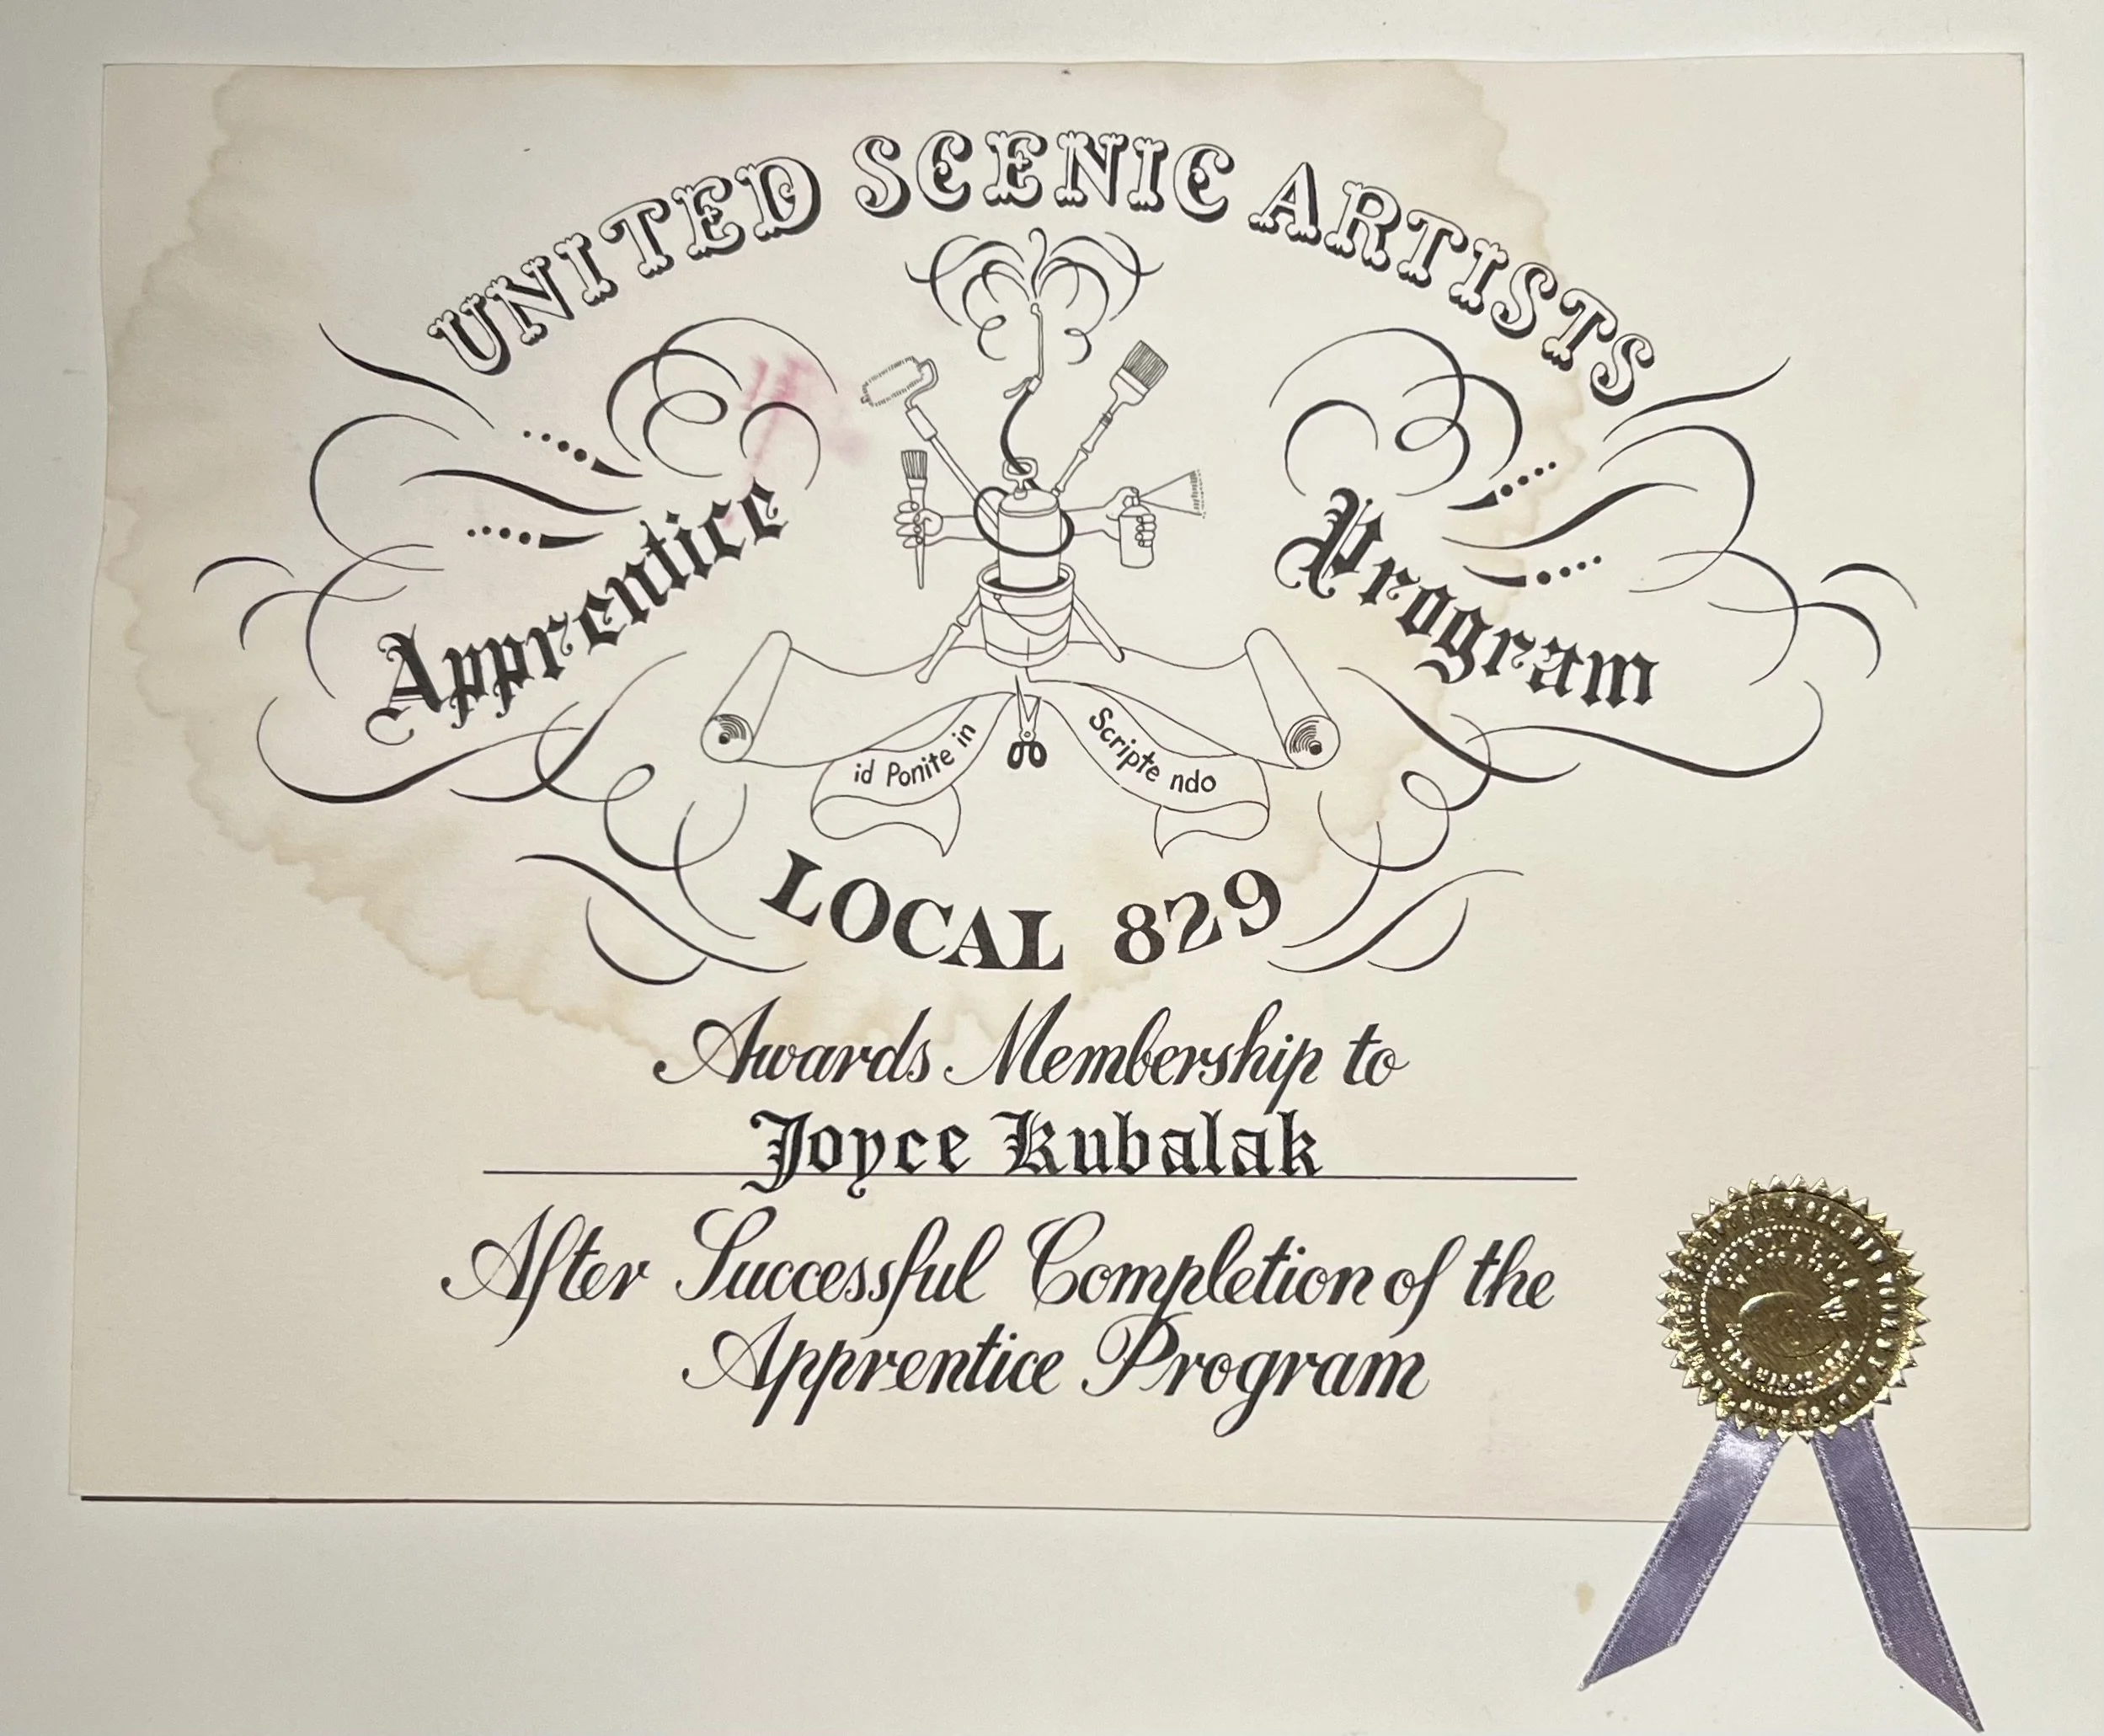 UNITED SCENIC ARTISTS
Apprentice Program
id Ponite in Scripte ndo
LOCAL 829
Awards Membership to
Joyce Kubalak
After Successful Completion of the
Apprentice Program